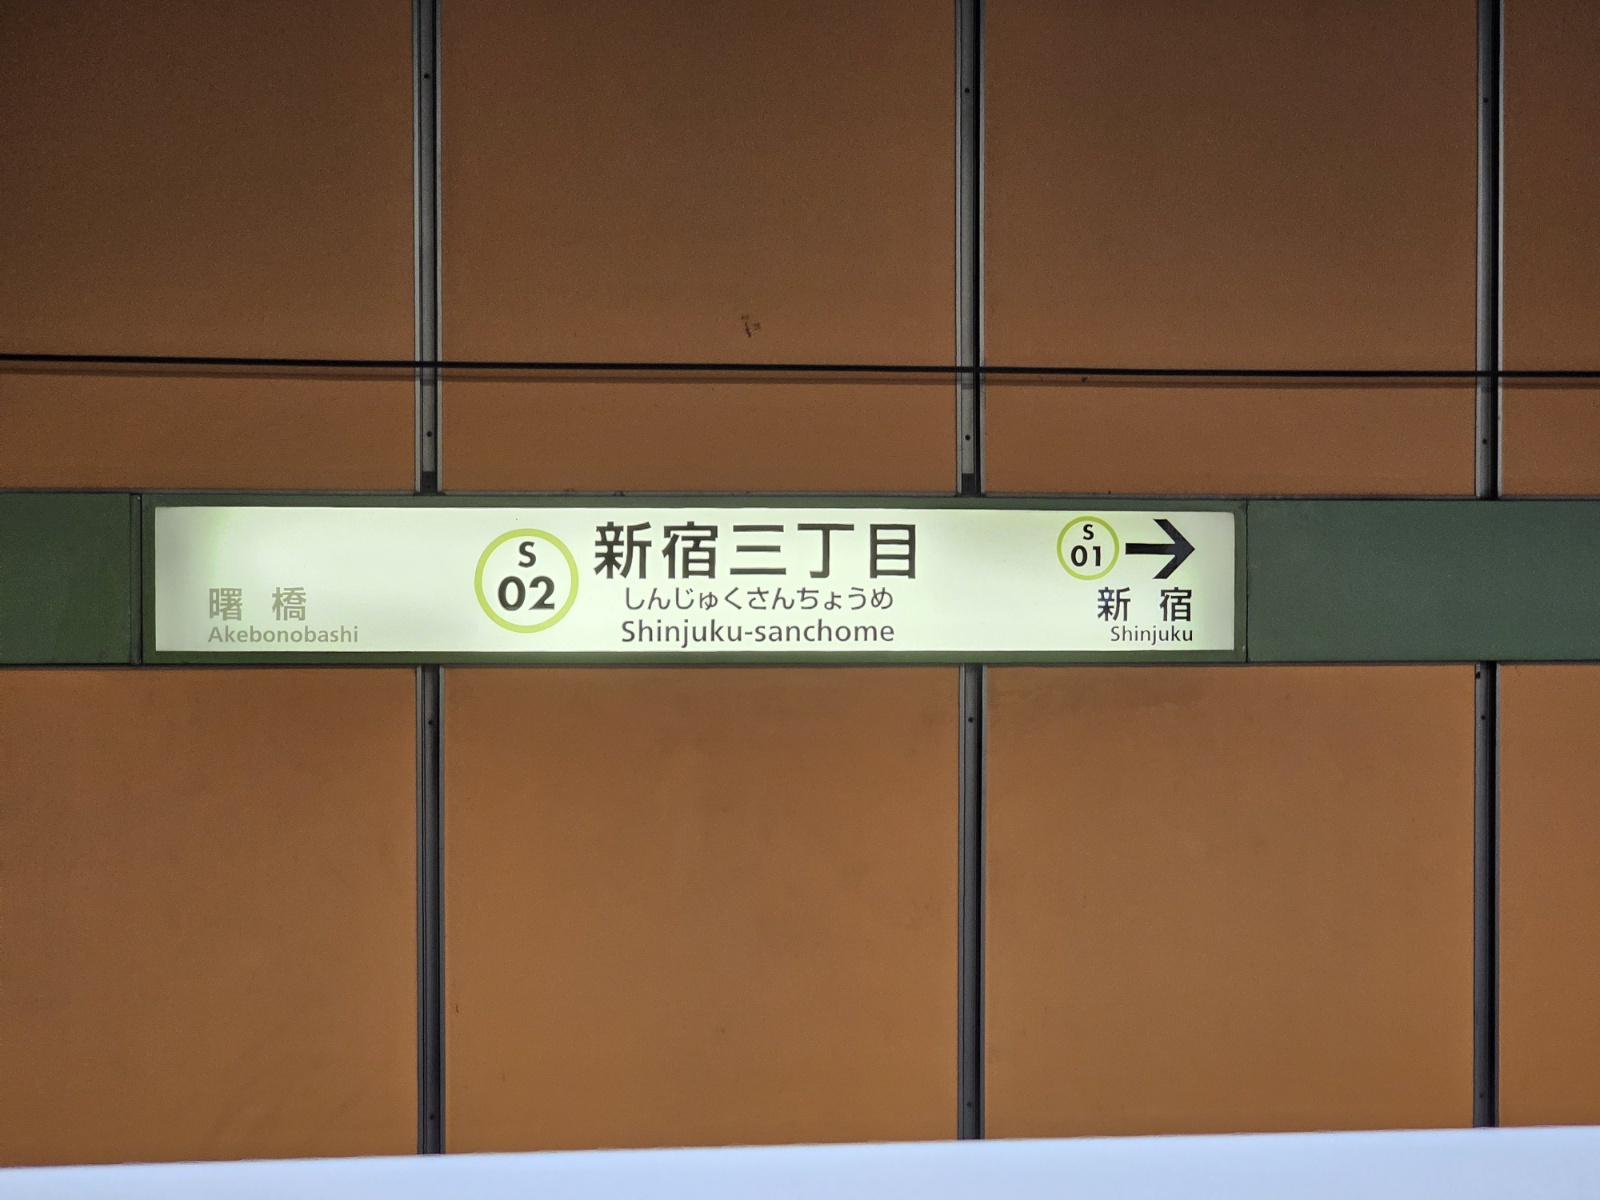 曙橋
Akebonobashi
S
02
新宿三丁目
しんじゅくさんちょうめ
Shinjuku-sanchome
S
01
新宿
Shinjuku